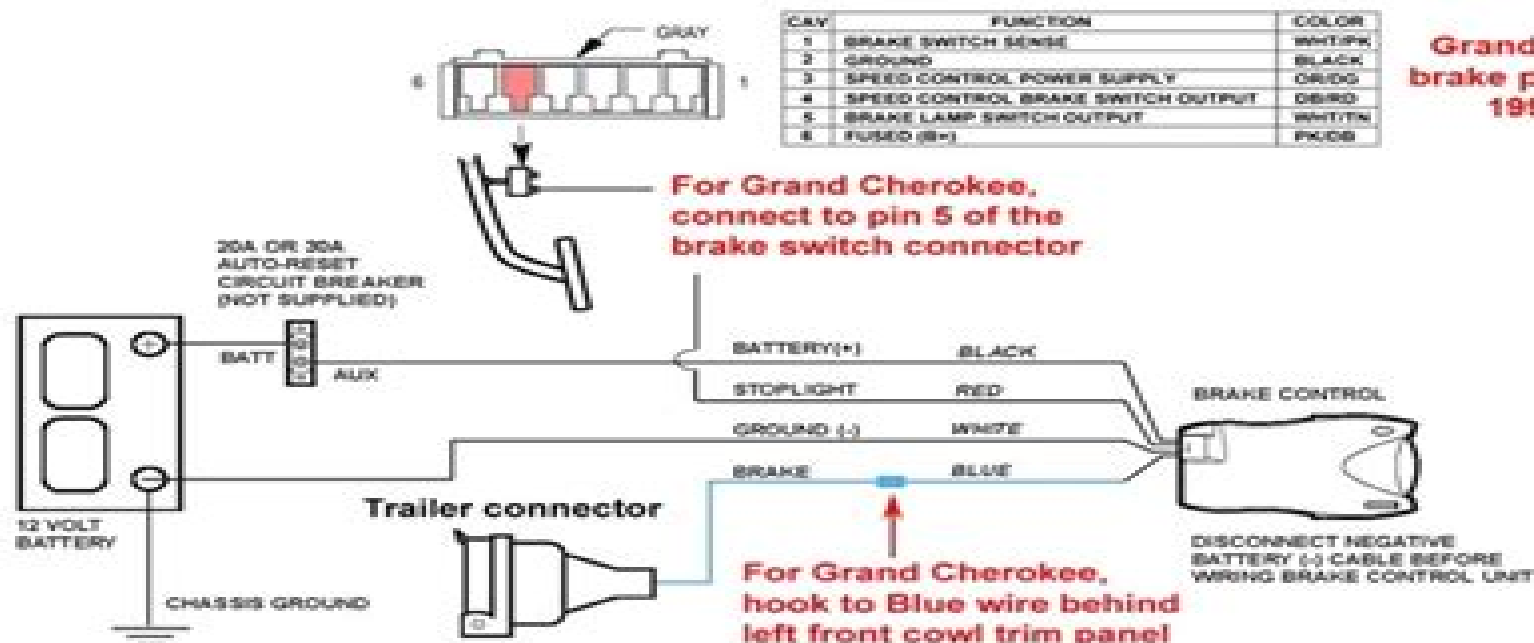 GRAY
6
1
CAV FUNCTION COLOR
1 BRAKE SWITCH SENSE WHT/PK
2 GROUND BLACK
3 SPEED CONTROL POWER SUPPLY OR/DG
4 SPEED CONTROL BRAKE SWITCH OUTPUT DB/RD
5 BRAKE LAMP SWITCH OUTPUT WHT/TN
6 FUSED (B+) PK/DB
Grand
brake p
199
For Grand Cherokee,
connect to pin 5 of the
brake switch connector
20A OR 30A
AUTO-RESET
CIRCUIT BREAKER
(NOT SUPPLIED)
BATT
AUX
BATTERY(+) BLACK
STOPLIGHT RED
GROUND (-) WHITE
BRAKE BLUE
BRAKE CONTROL
12 VOLT
BATTERY
CHASSIS GROUND
Trailer connector
For Grand Cherokee,
hook to Blue wire behind
left front cowl trim panel
DISCONNECT NEGATIVE
BATTERY (-) CABLE BEFORE
WIRING BRAKE CONTROL UNIT